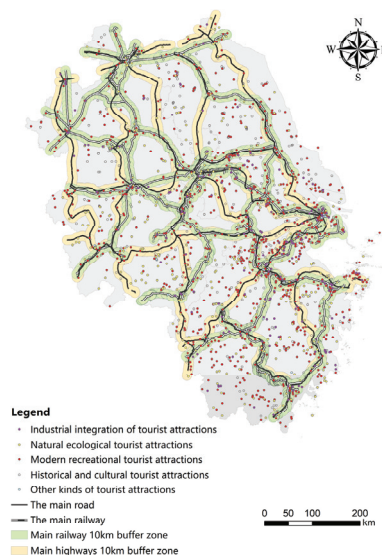 N
W E
S
Legend
Industrial integration of tourist attractions
Natural ecological tourist attractions
Modern recreational tourist attractions
Historical and cultural tourist attractions
Other kinds of tourist attractions
The main road
The main railway
Main railway 10km buffer zone
Main highways 10km buffer zone
0 50 100 200
km